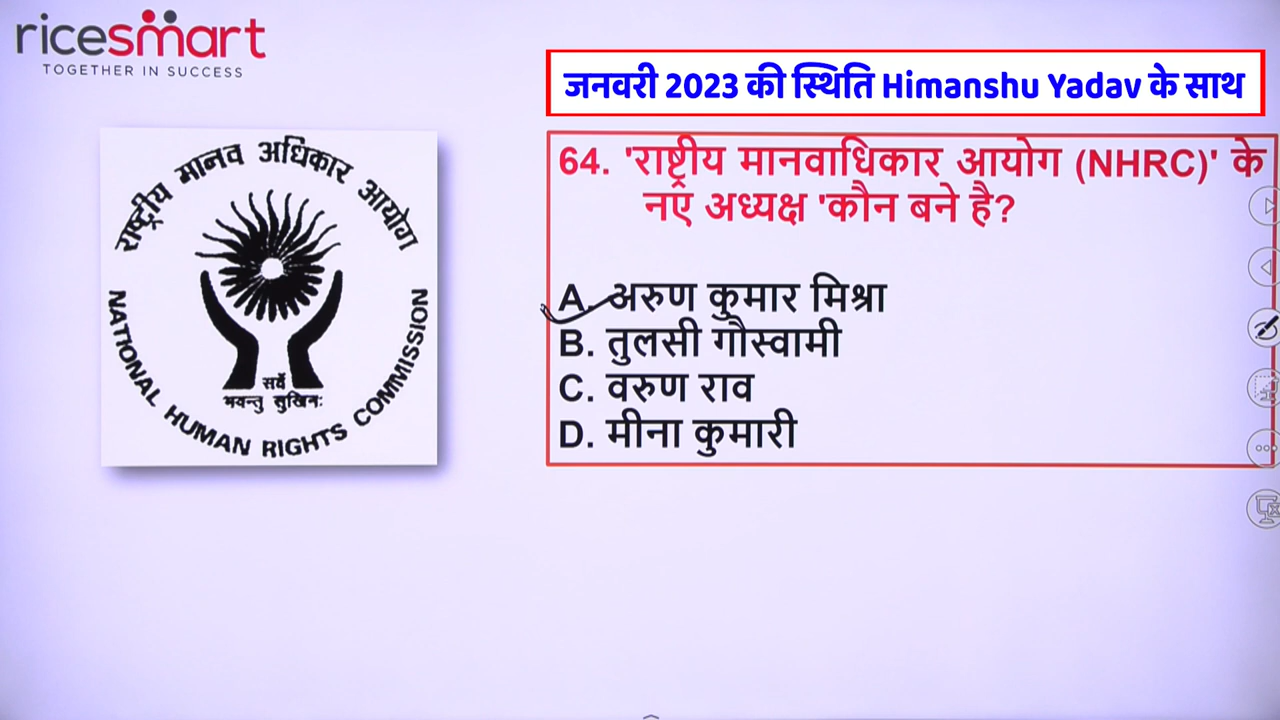 ricesmart
TOGETHER IN SUCCESS
जनवरी 2023 की स्थिति Himanshu Yadav के साथ
राष्ट्रीय मानव अधिकार आयोग
सर्वे
भवन्तु सुखिनः
NATIONAL HUMAN RIGHTS COMMISSION
64. 'राष्ट्रीय मानवाधिकार आयोग (NHRC)' के
नए अध्यक्ष 'कौन बने है?
A. अरुण कुमार मिश्रा
B. तुलसी गौस्वामी
C. वरुण राव
D. मीना कुमारी